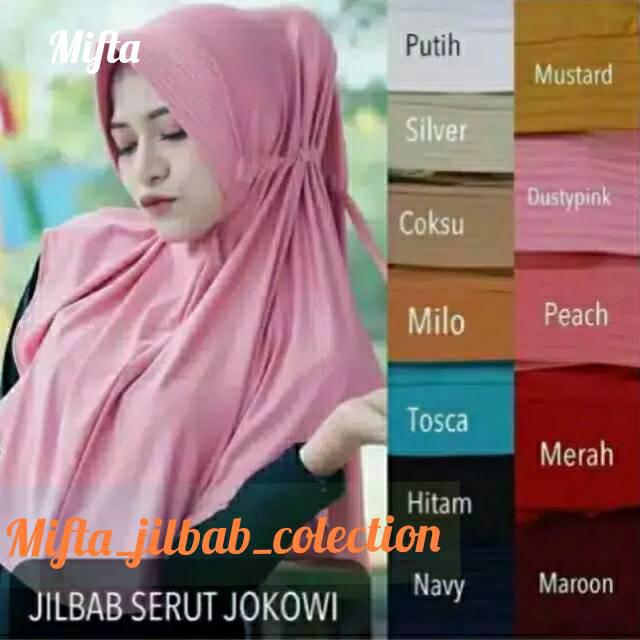 Mifta
Putih
Silver
Coksu
Milo
Tosca
Hitam
Navy
Mustard
Dustypink
Peach
Merah
Maroon
Mifta_jilbab_colection
JILBAB SERUT JOKOWI